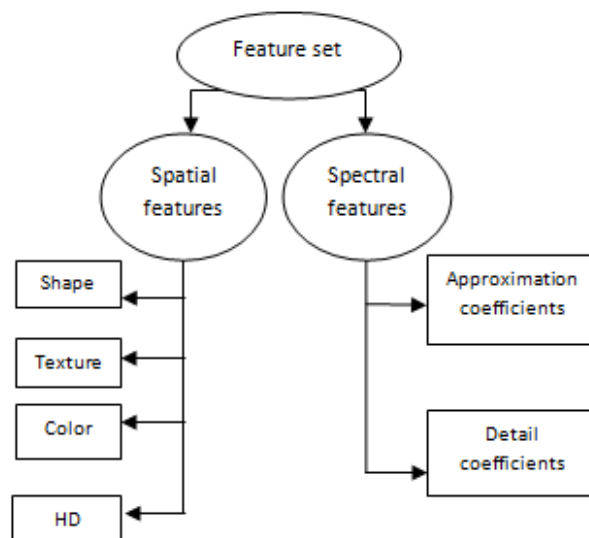 Feature set
Spatial
features
Spectral
features
Shape
Texture
Color
HD
Approximation
coefficients
Detail
coefficients